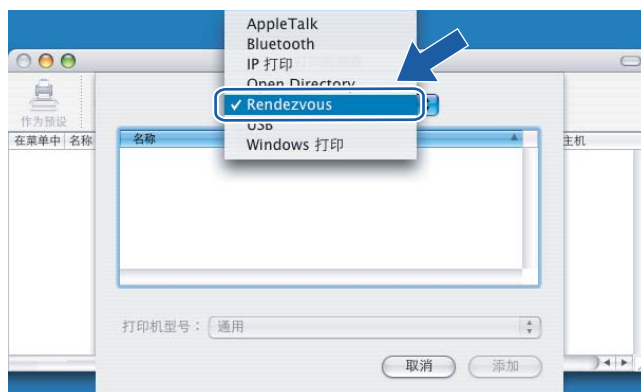 AppleTalk
Bluetooth
IP 打印
Open Directory
✓ Rendezvous
USB
Windows 打印
作为预设
在菜单中 名称
名称
主机
打印机型号： 通用
取消 添加